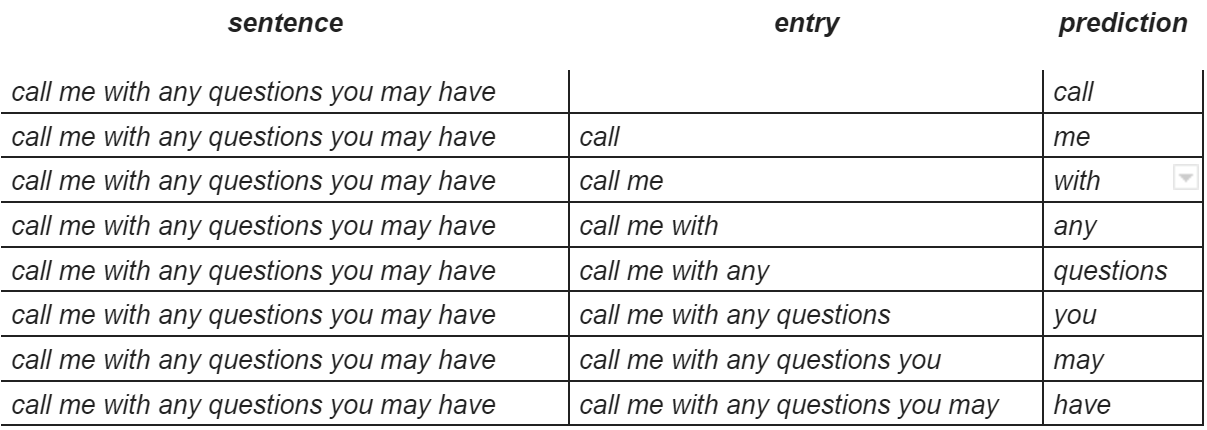 sentence entry prediction
call me with any questions you may have call
call me with any questions you may have call me
call me with any questions you may have call me with
call me with any questions you may have call me with any
call me with any questions you may have call me with any questions
call me with any questions you may have call me with any questions you
call me with any questions you may have call me with any questions you may
call me with any questions you may have call me with any questions you may have